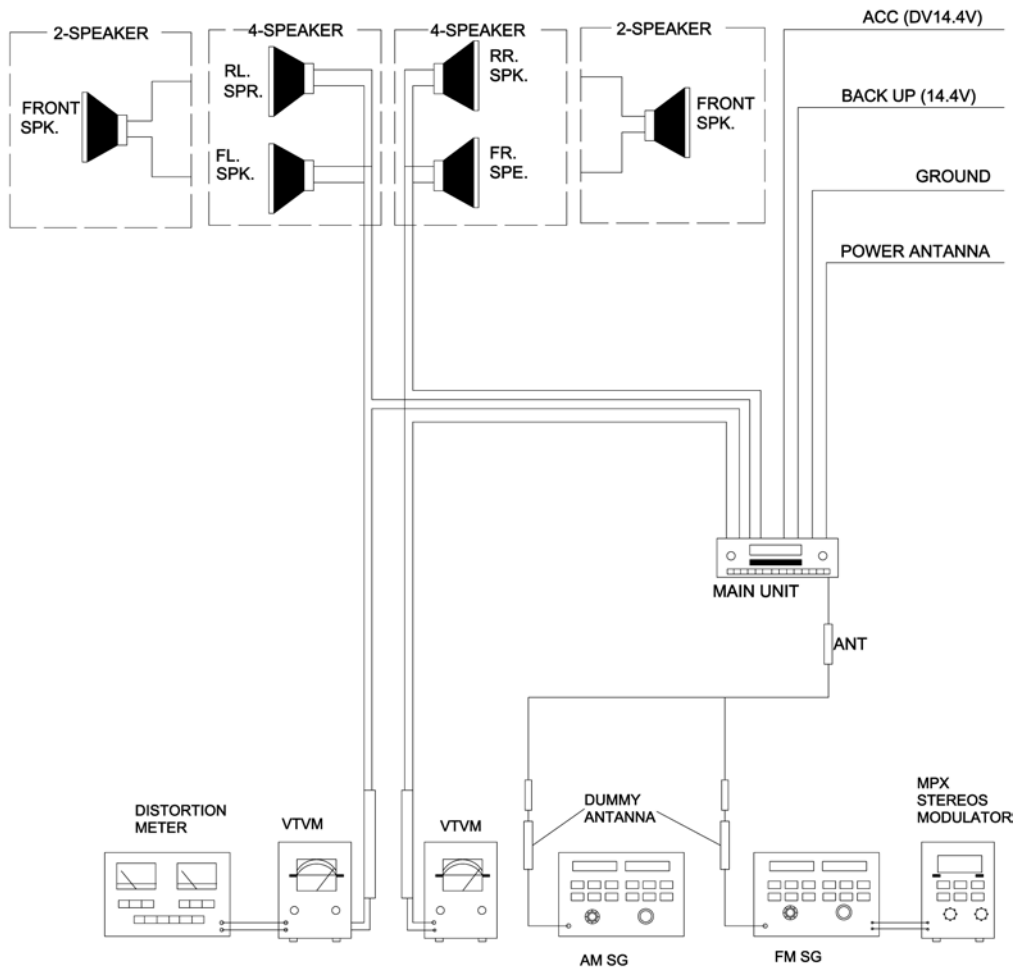 ACC (DV14.4V)
2-SPEAKER
4-SPEAKER
4-SPEAKER
2-SPEAKER
RL.
SPR.
RR.
SPK.
FRONT
SPK.
FRONT
SPK.
BACK UP (14.4V)
FL.
SPK.
FR.
SPE.
GROUND
POWER ANTANNA
MAIN UNIT
ANT
DISTORTION
METER
VTVM
VTVM
DUMMY
ANTANNA
MPX
STEREOS
MODULATORS
AM SG
FM SG